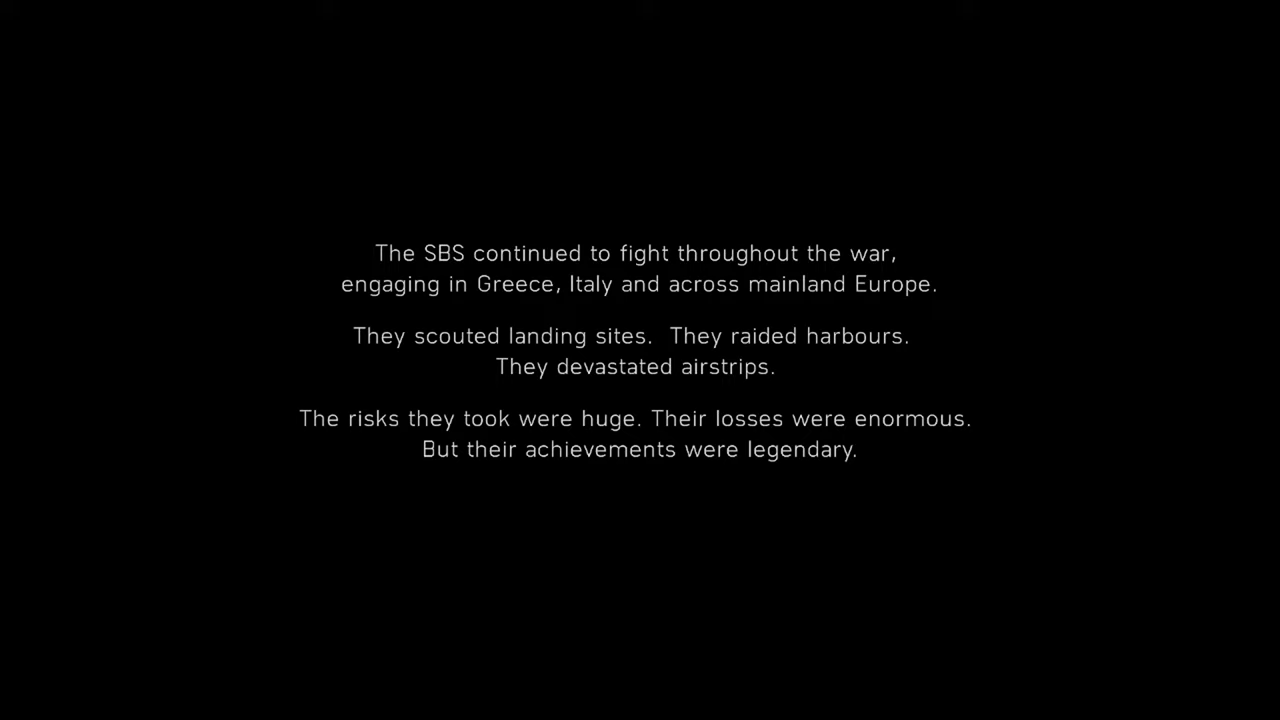 The SBS continued to fight throughout the war,
engaging in Greece, Italy and across mainland Europe.
They scouted landing sites.  They raided harbours.
They devastated airstrips.
The risks they took were huge. Their losses were enormous.
But their achievements were legendary.